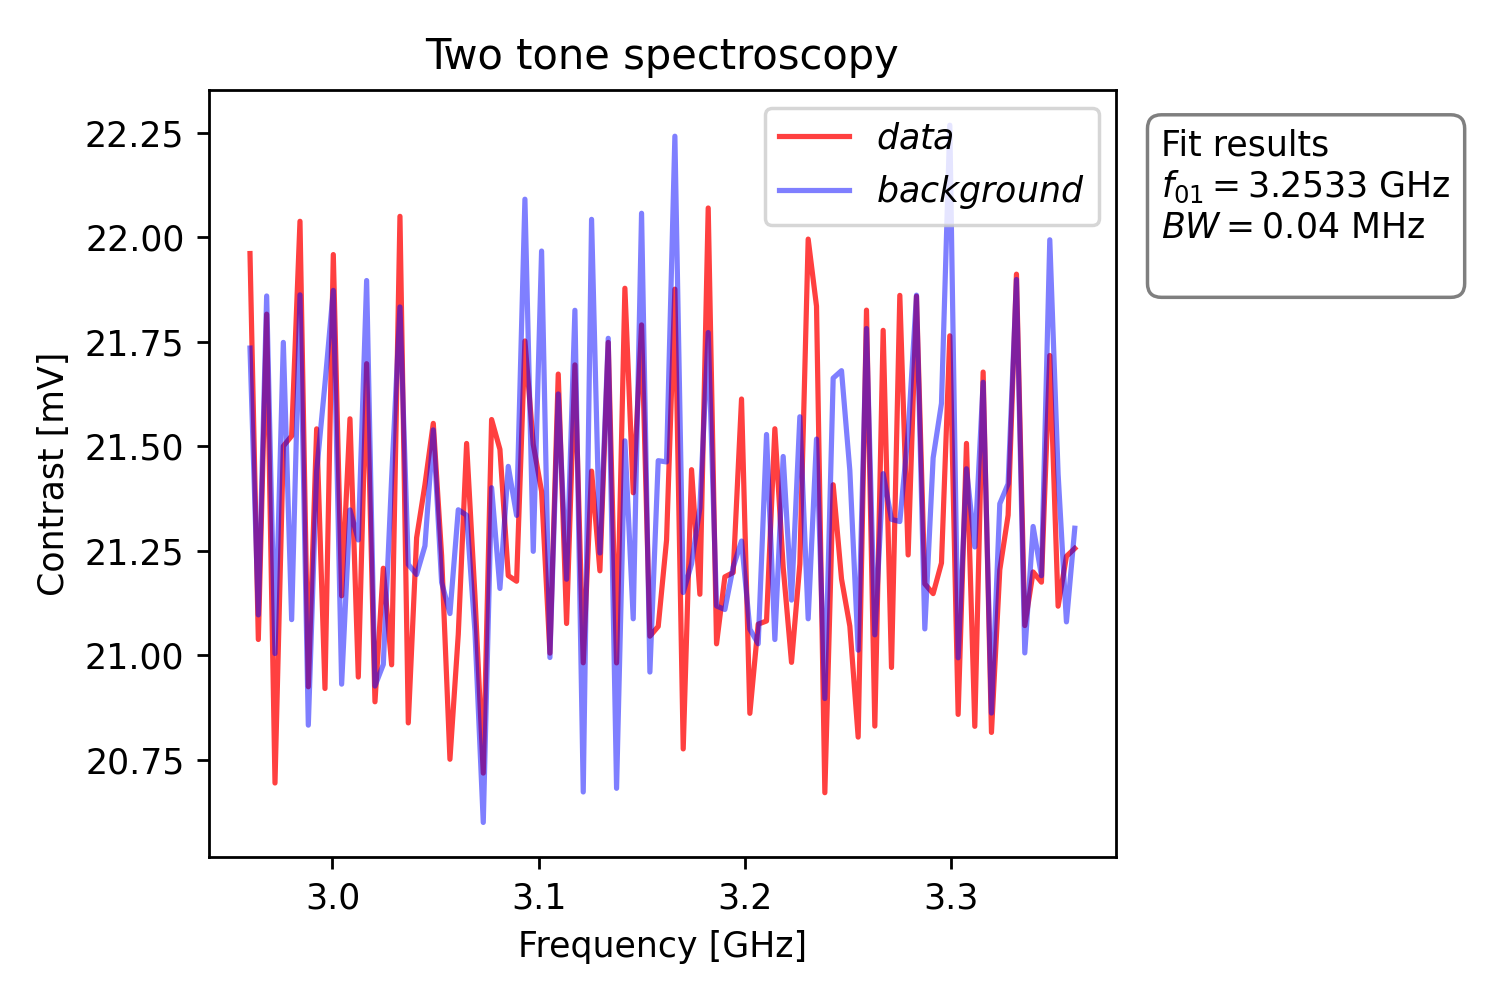 Two tone spectroscopy
data
background
Fit results
f₀₁ = 3.2533 GHz
BW = 0.04 MHz
Contrast [mV]
22.25
22.00
21.75
21.50
21.25
21.00
20.75
3.0 3.1 3.2 3.3
Frequency [GHz]